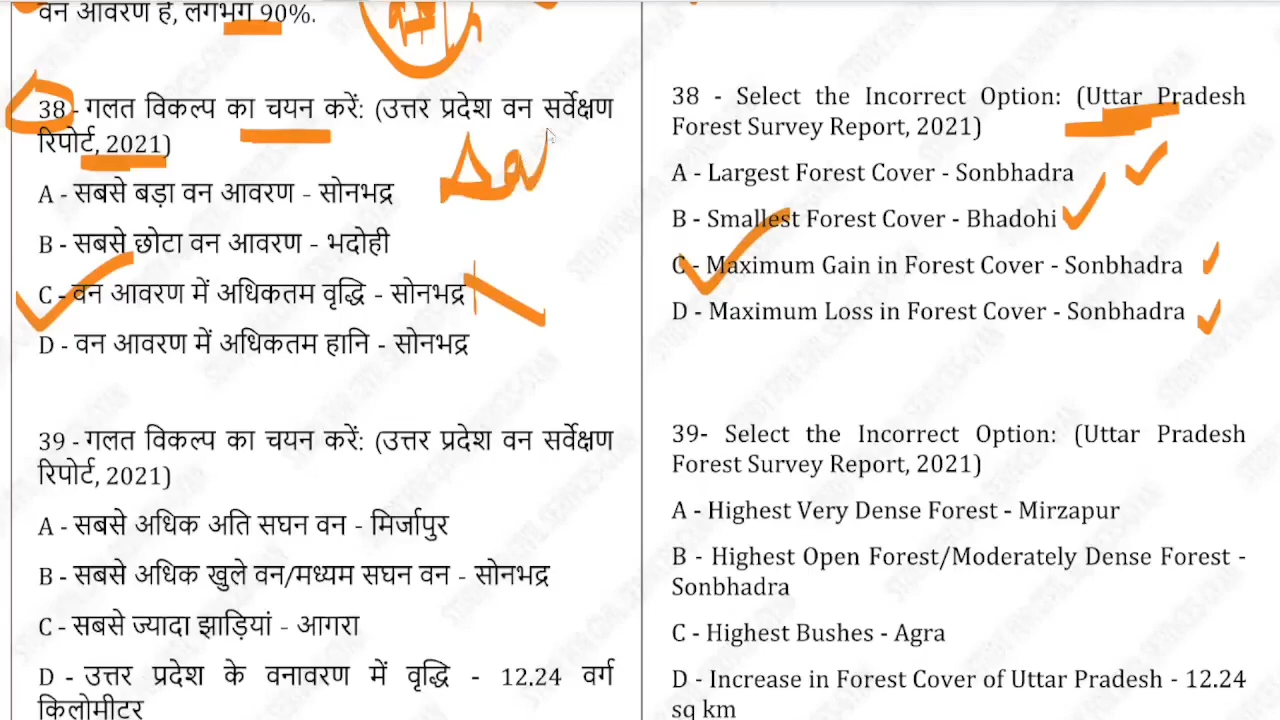 वन आवरण है, लगभग 90%.
38 - गलत विकल्प का चयन करें: (उत्तर प्रदेश वन सर्वेक्षण
रिपोर्ट, 2021)
A - सबसे बड़ा वन आवरण - सोनभद्र
B - सबसे छोटा वन आवरण - भदोही
C - वन आवरण में अधिकतम वृद्धि - सोनभद्र
D - वन आवरण में अधिकतम हानि - सोनभद्र
39 - गलत विकल्प का चयन करें: (उत्तर प्रदेश वन सर्वेक्षण
रिपोर्ट, 2021)
A - सबसे अधिक अति सघन वन - मिर्जापुर
B - सबसे अधिक खुले वन/मध्यम सघन वन - सोनभद्र
C - सबसे ज्यादा झाड़ियां - आगरा
D - उत्तर प्रदेश के वनावरण में वृद्धि - 12.24 वर्ग
किलोमीटर
38 - Select the Incorrect Option: (Uttar Pradesh
Forest Survey Report, 2021)
A - Largest Forest Cover - Sonbhadra
B - Smallest Forest Cover - Bhadohi
C - Maximum Gain in Forest Cover - Sonbhadra
D - Maximum Loss in Forest Cover - Sonbhadra
39- Select the Incorrect Option: (Uttar Pradesh
Forest Survey Report, 2021)
A - Highest Very Dense Forest - Mirzapur
B - Highest Open Forest/Moderately Dense Forest -
Sonbhadra
C - Highest Bushes - Agra
D - Increase in Forest Cover of Uttar Pradesh - 12.24
sq km